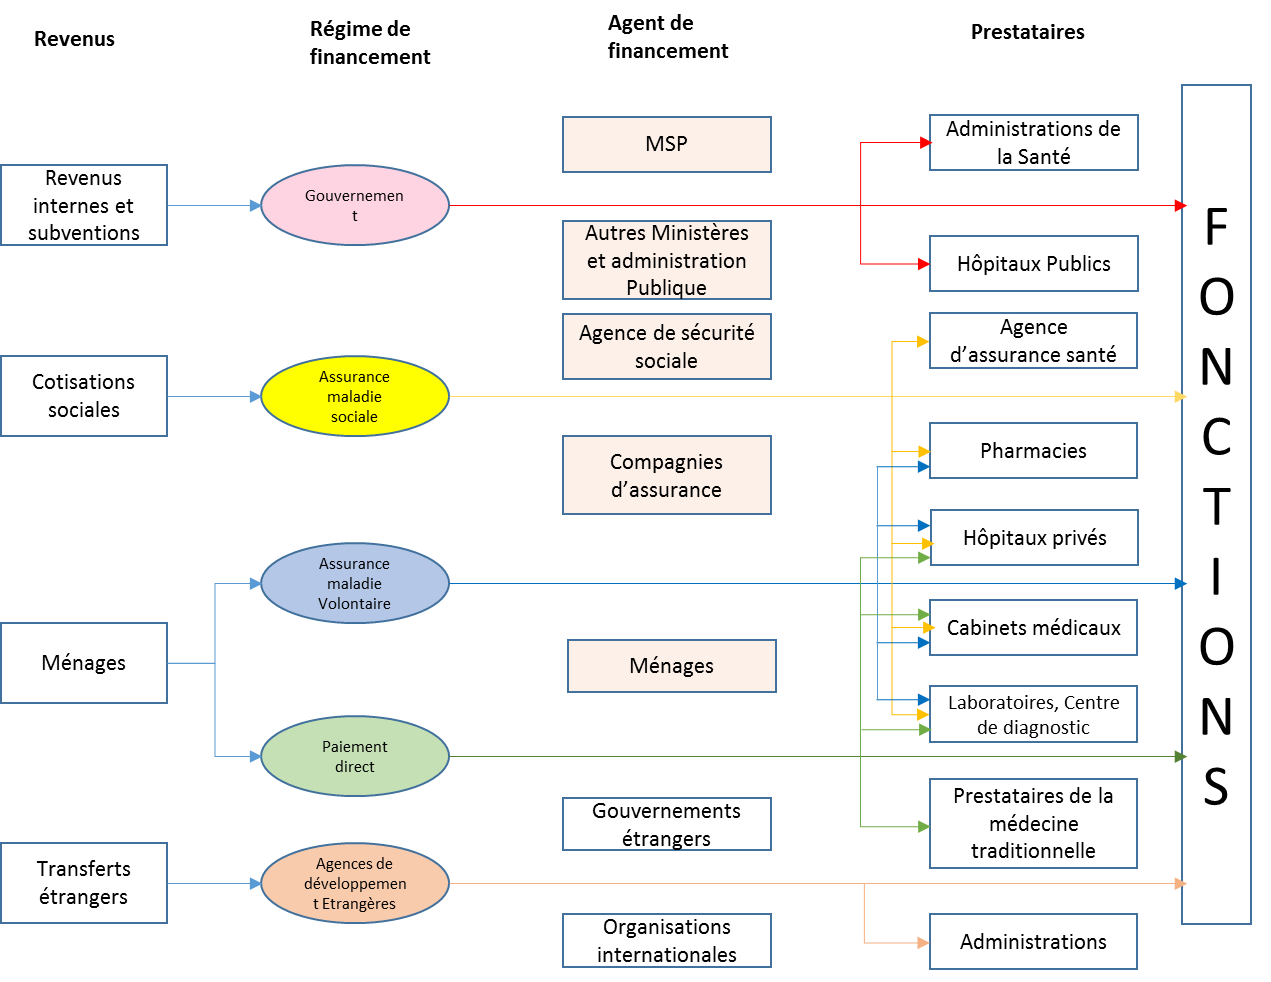 Revenus
Régime de
financement
Agent de
financement
Prestataires
Revenus
internes et
subventions
Gouvernemen
t
MSP
Autres Ministères
et administration
Publique
Administrations de
la Santé
Hôpitaux Publics
Cotisations
sociales
Assurance
maladie
sociale
Agence de sécurité
sociale
Compagnies
d’assurance
Agence
d’assurance santé
Pharmacies
Hôpitaux privés
Ménages
Assurance
maladie
Volontaire
Paiement
direct
Ménages
Cabinets médicaux
Laboratoires, Centre
de diagnostic
Prestataires de la
médecine
traditionnelle
Transferts
étrangers
Agences de
développemen
t Etrangères
Gouvernements
étrangers
Organisations
internationales
Administrations
F
O
N
C
T
I
O
N
S